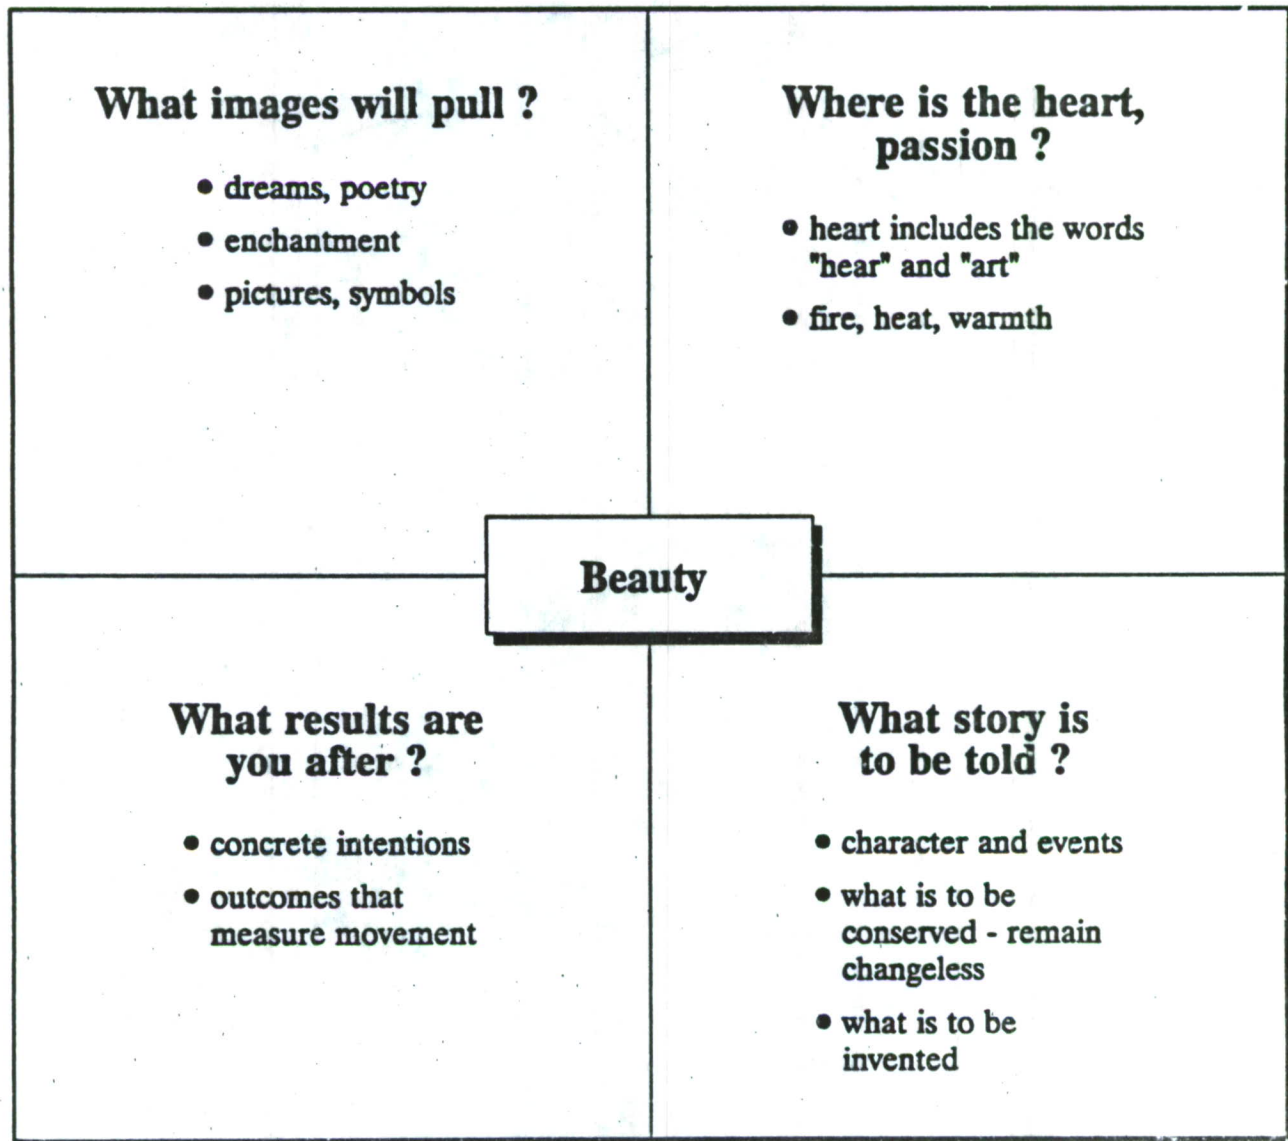 What images will pull ?
• dreams, poetry
• enchantment
• pictures, symbols
Where is the heart,
passion ?
• heart includes the words
"hear" and "art"
• fire, heat, warmth
Beauty
What results are
you after ?
• concrete intentions
• outcomes that
measure movement
What story is
to be told ?
• character and events
• what is to be
conserved - remain
changeless
• what is to be
invented